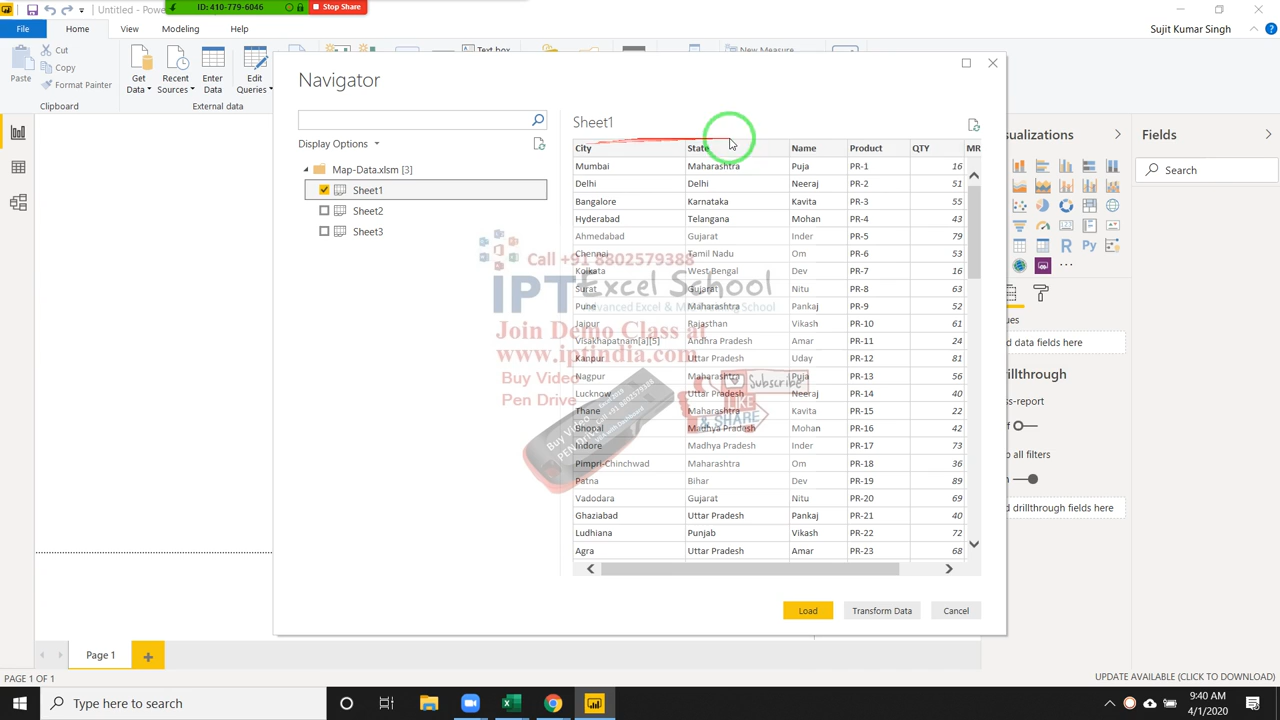 Untitled - Powe
ID: 410-779-6046
Stop Share
File
Home
View
Modeling
Help
Sujit Kumar Singh
Paste
Cut
Copy
Format Painter
Clipboard
Get Data
Recent Sources
Enter Data
Edit Queries
External data
Text box
New Measure
Navigator
Display Options
Map-Data.xlsm [3]
Sheet1
Sheet2
Sheet3
Sheet1
City State Name Product QTY MR
Mumbai Maharashtra Puja PR-1 16
Delhi Delhi Neeraj PR-2 51
Bangalore Karnataka Kavita PR-3 55
Hyderabad Telangana Mohan PR-4 43
Ahmedabad Gujarat Inder PR-5 79
Chennai Tamil Nadu Om PR-6 53
Kolkata West Bengal Dev PR-7 16
Surat Gujarat Nitu PR-8 63
Pune Maharashtra Pankaj PR-9 52
Jaipur Rajasthan Vikash PR-10 61
Visakhapatnam[a][5] Andhra Pradesh Amar PR-11 24
Kanpur Uttar Pradesh Uday PR-12 81
Nagpur Maharashtra Puja PR-13 56
Lucknow Uttar Pradesh Neeraj PR-14 40
Thane Maharashtra Kavita PR-15 22
Bhopal Madhya Pradesh Mohan PR-16 42
Indore Madhya Pradesh Inder PR-17 73
Pimpri-Chinchwad Maharashtra Om PR-18 36
Patna Bihar Dev PR-19 89
Vadodara Gujarat Nitu PR-20 69
Ghaziabad Uttar Pradesh Pankaj PR-21 40
Ludhiana Punjab Vikash PR-22 72
Agra Uttar Pradesh Amar PR-23 68
Call +91 8802579388
IPT Excel School
Join Demo Class at
www.iptindia.com
Buy Video
Pen Drive
Subscribe
LIKE
& SHARE
Load
Transform Data
Cancel
ualizations
Fields
Search
ues
d data fields here
rillthrough
ss-report
f
p all filters
n
d drillthrough fields here
Page 1
PAGE 1 OF 1
UPDATE AVAILABLE (CLICK TO DOWNLOAD)
Type here to search
9:40 AM
4/1/2020